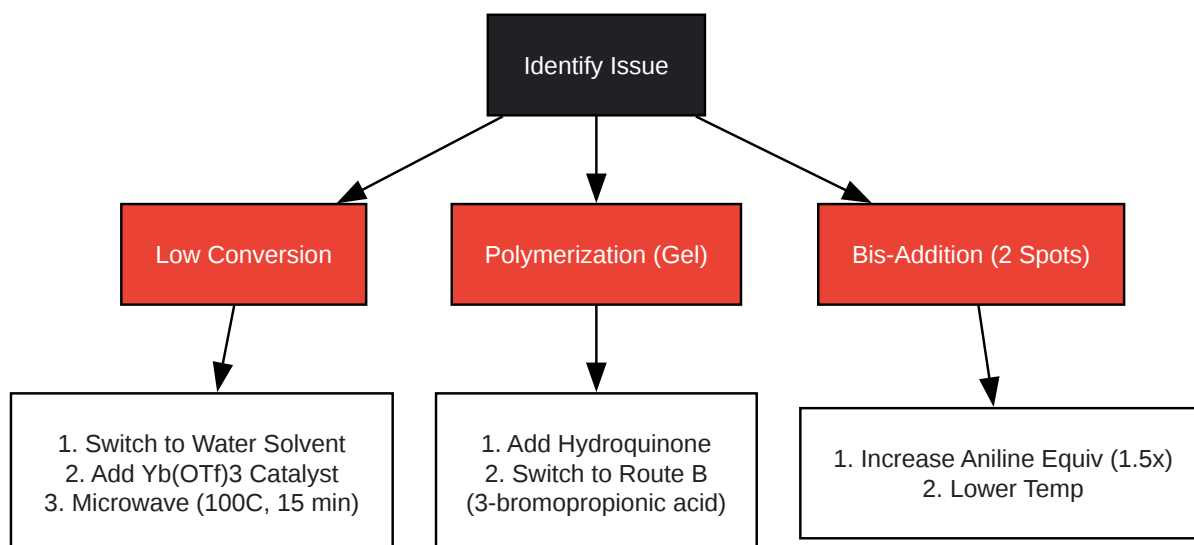 Identify Issue
Low Conversion
Polymerization (Gel)
Bis-Addition (2 Spots)
1. Switch to Water Solvent
2. Add Yb(OTf)3 Catalyst
3. Microwave (100C, 15 min)
1. Add Hydroquinone
2. Switch to Route B
(3-bromopropionic acid)
1. Increase Aniline Equiv (1.5x)
2. Lower Temp